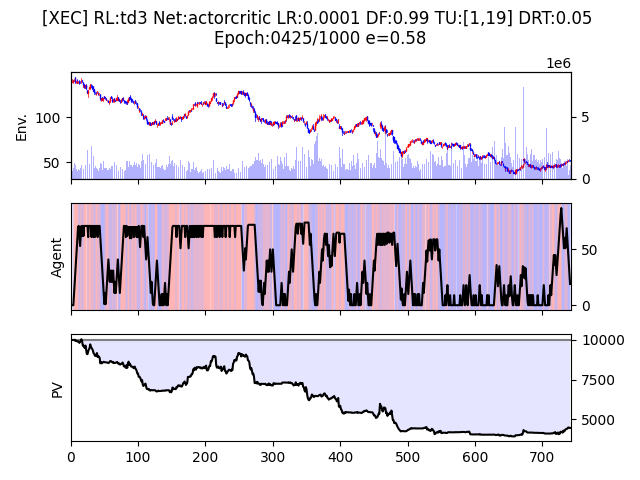 [XEC] RL:td3 Net:actorcritic LR:0.0001 DF:0.99 TU:[1,19] DRT:0.05
Epoch:0425/1000 e=0.58
1e6
Env.
100
50
5
0
Agent
50
0
PV
10000
7500
5000
0 100 200 300 400 500 600 700